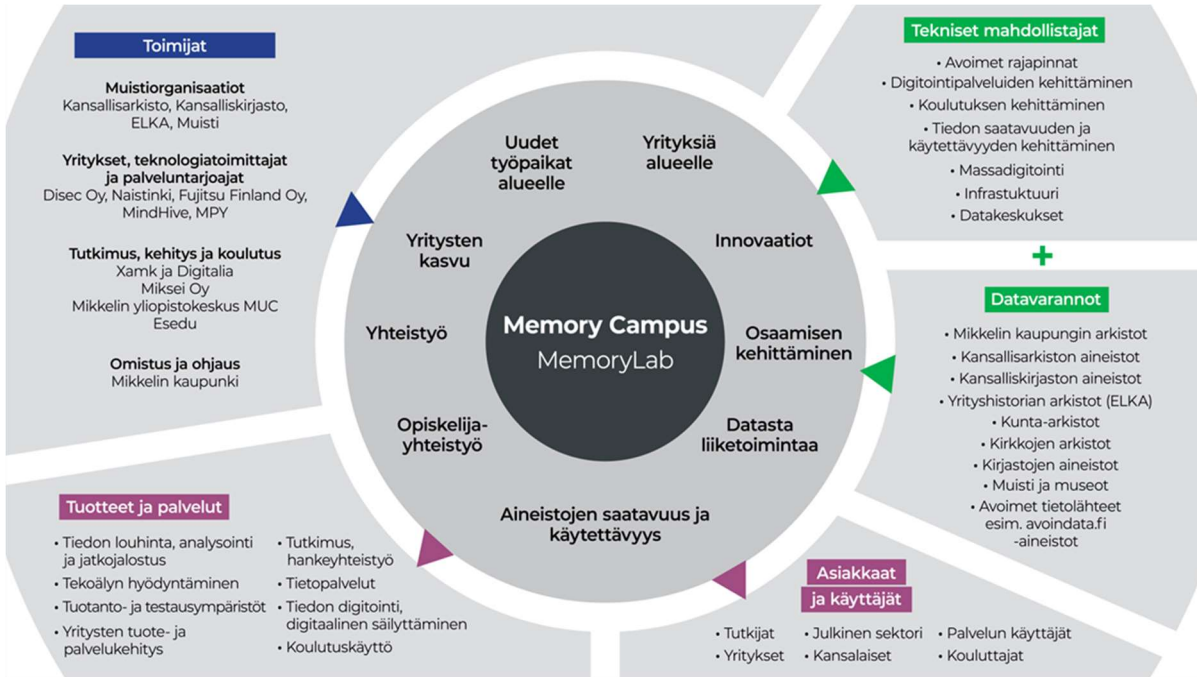 Toimijat
Muistiorganisaatiot
Kansallisarkisto, Kansalliskirjasto,
ELKA, Muisti
Yritykset, teknologiatoimittajat
ja palveluntarjoajat
Disec Oy, Naistinki, Fujitsu Finland Oy,
MindHive, MPY
Tutkimus, kehitys ja koulutus
Xamk ja Digitalia
Miksei Oy
Mikkelin yliopistokeskus MUC
Esedu
Omistus ja ohjaus
Mikkelin kaupunki
Tekniset mahdollistajat
• Avoimet rajapinnat
• Digitointipalveluiden kehittäminen
• Koulutuksen kehittäminen
• Tiedon saatavuuden ja
käytettävyyden kehittäminen
• Massadigitointi
• Infrastuktuuri
• Datakeskukset
+
Datavarannot
• Mikkelin kaupungin arkistot
• Kansallisarkiston aineistot
• Kansalliskirjaston aineistot
• Yrityshistorian arkistot (ELKA)
• Kunta-arkistot
• Kirkkojen arkistot
• Kirjastojen aineistot
• Muisti ja museot
• Avoimet tietolähteet
esim. avoindata.fi
-aineistot
Uudet
työpaikat
alueelle
Yrityksiä
alueelle
Yritysten
kasvu
Innovaatiot
Yhteistyö
Memory Campus
MemoryLab
Osaamisen
kehittäminen
Opiskelija-
yhteistyö
Datasta
liiketoimintaa
Aineistojen saatavuus ja
käytettävyys
Tuotteet ja palvelut
• Tiedon louhinta, analysointi
ja jatkojalostus
• Tekoälyn hyödyntäminen
• Tuotanto- ja testausympäristöt
• Yritysten tuote- ja
palvelukehitys
• Tutkimus,
hankeyhteistyö
• Tietopalvelut
• Tiedon digitointi,
digitaalinen säilyttäminen
• Koulutuskäyttö
Asiakkaat
ja käyttäjät
• Tutkijat
• Yritykset
• Julkinen sektori
• Kansalaiset
• Palvelun käyttäjät
• Kouluttajat